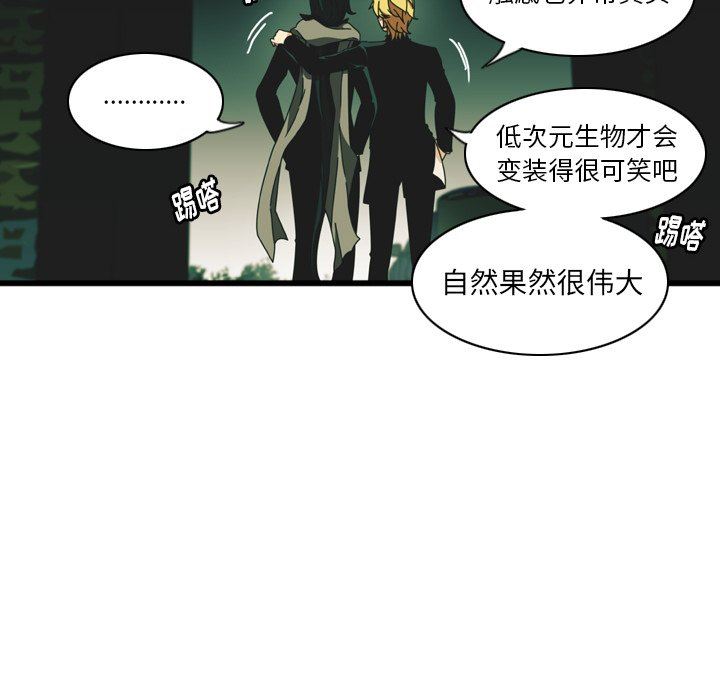 …………
低次元生物才会
变装得很可笑吧
踢嗒
踢嗒
自然果然很伟大